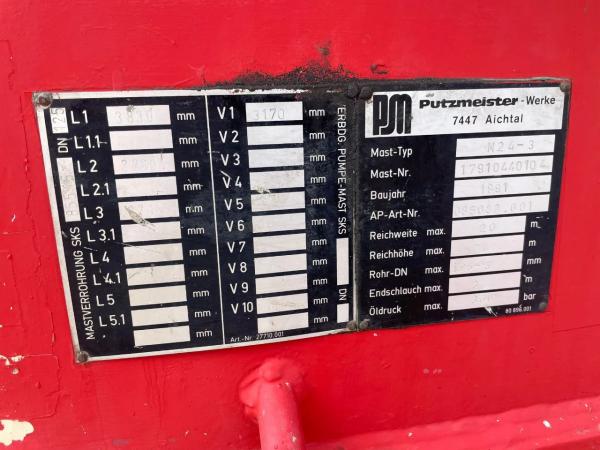 L1 mm
L1.1 mm
L2 mm
L2.1 mm
L3 mm
L3.1 mm
L4 mm
L4.1 mm
L5 mm
L5.1 mm
MASTVERROHRUNG SKS DN
V1 3170 mm
V2 mm
V3 mm
V4 mm
V5 mm
V6 mm
V7 mm
V8 mm
V9 mm
V10 mm
VERBDG. PUMPE-MAST SKS DN
Art.-Nr. 27710.001
PM Putzmeister-Werke
7447 Aichtal
Mast-Typ M24-3
Mast-Nr. 17910440104
Baujahr 1981
AP-Art-Nr.
Reichweite max. 20 m
Reichhöhe max. m
Rohr-DN max.
Endschlauch max. m
Öldruck max. bar